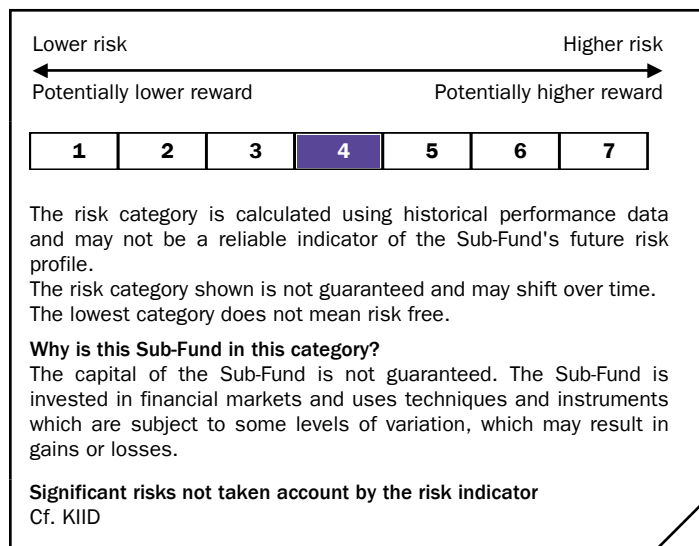 Lower risk Higher risk
Potentially lower reward Potentially higher reward
1 2 3 4 5 6 7
The risk category is calculated using historical performance data
and may not be a reliable indicator of the Sub-Fund's future risk
profile.
The risk category shown is not guaranteed and may shift over time.
The lowest category does not mean risk free.
Why is this Sub-Fund in this category?
The capital of the Sub-Fund is not guaranteed. The Sub-Fund is
invested in financial markets and uses techniques and instruments
which are subject to some levels of variation, which may result in
gains or losses.
Significant risks not taken account by the risk indicator
Cf. KIID